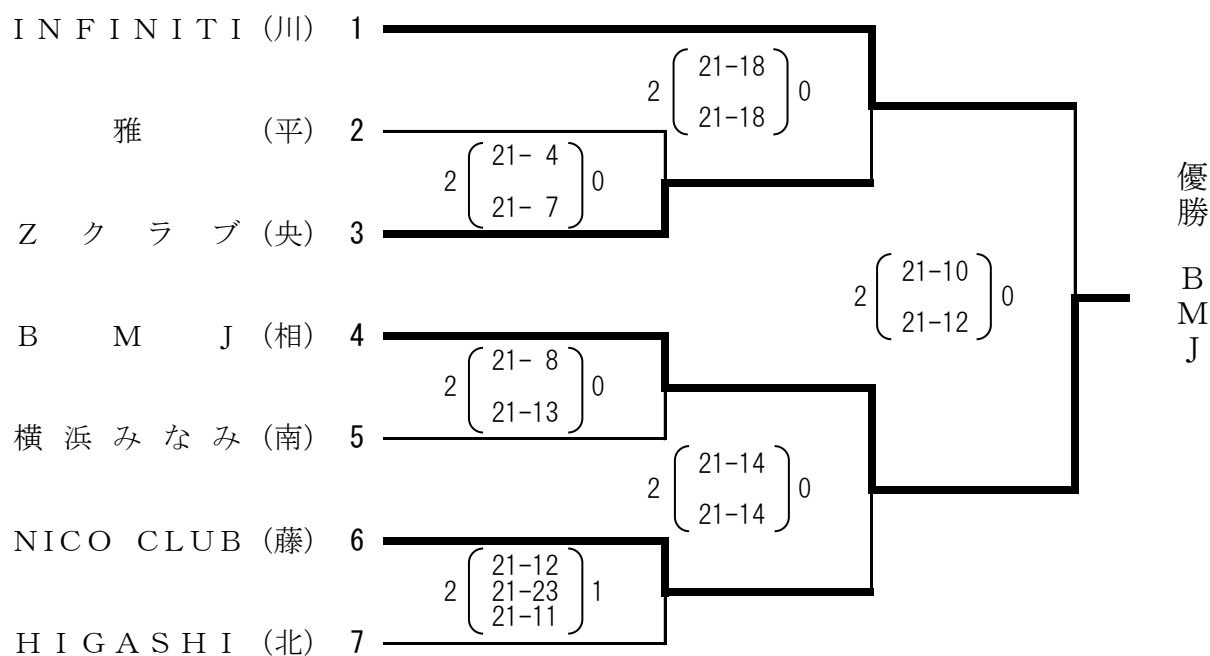 ＩＮＦＩＮＩＴＩ（川） 1
2 21-18 0
21-18
雅（平） 2
2 21- 4 0
21- 7
Ｚクラブ（央） 3
優勝 ＢＭＪ
2 21-10 0
21-12
ＢＭＪ（相） 4
2 21- 8 0
21-13
横浜みなみ（南） 5
2 21-14 0
21-14
ＮＩＣＯ ＣＬＵＢ（藤） 6
21-12
2 21-23 1
21-11
ＨＩＧＡＳＨＩ（北） 7